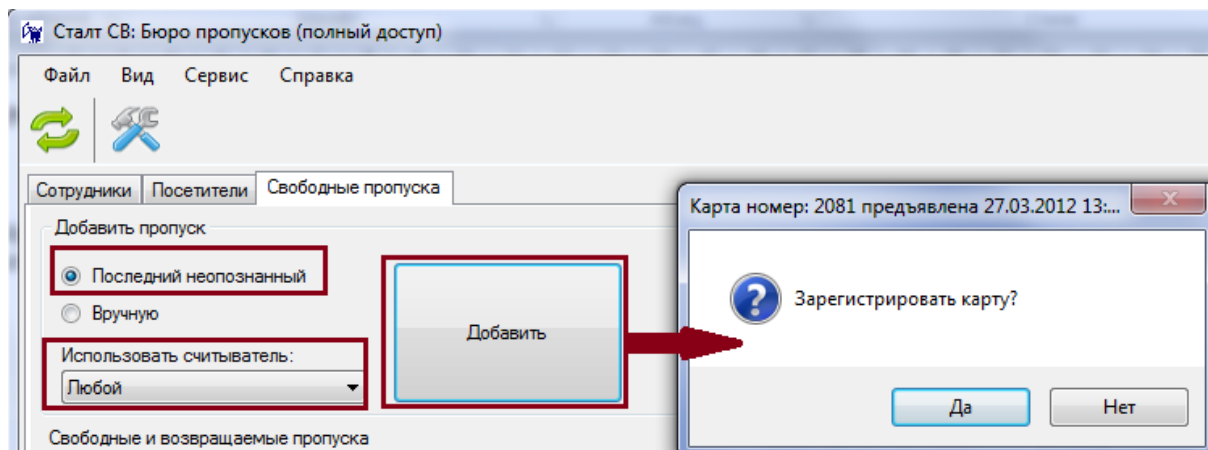 Сталт СВ: Бюро пропусков (полный доступ)
Файл Вид Сервис Справка
Сотрудники Посетители Свободные пропуска
Добавить пропуск
Последний неопознанный
Вручную
Использовать считыватель:
Любой
Добавить
Свободные и возвращаемые пропуска
Карта номер: 2081 предъявлена 27.03.2012 13:...
Зарегистрировать карту?
Да Нет